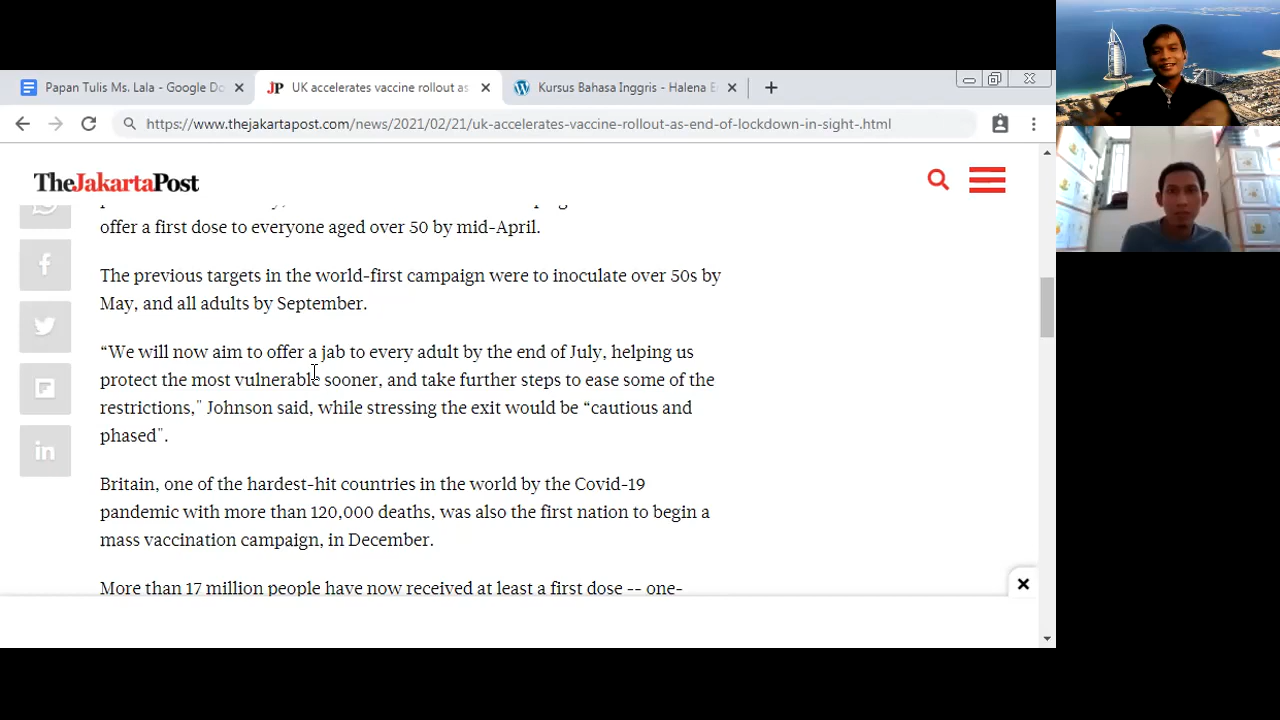 Papan Tulis Ms. Lala - Google Do
UK accelerates vaccine rollout as
Kursus Bahasa Inggris - Halena E
https://www.thejakartapost.com/news/2021/02/21/uk-accelerates-vaccine-rollout-as-end-of-lockdown-in-sight-.html
TheJakartaPost
offer a first dose to everyone aged over 50 by mid-April.
The previous targets in the world-first campaign were to inoculate over 50s by
May, and all adults by September.
“We will now aim to offer a jab to every adult by the end of July, helping us
protect the most vulnerable sooner, and take further steps to ease some of the
restrictions," Johnson said, while stressing the exit would be “cautious and
phased".
Britain, one of the hardest-hit countries in the world by the Covid-19
pandemic with more than 120,000 deaths, was also the first nation to begin a
mass vaccination campaign, in December.
More than 17 million people have now received at least a first dose -- one-